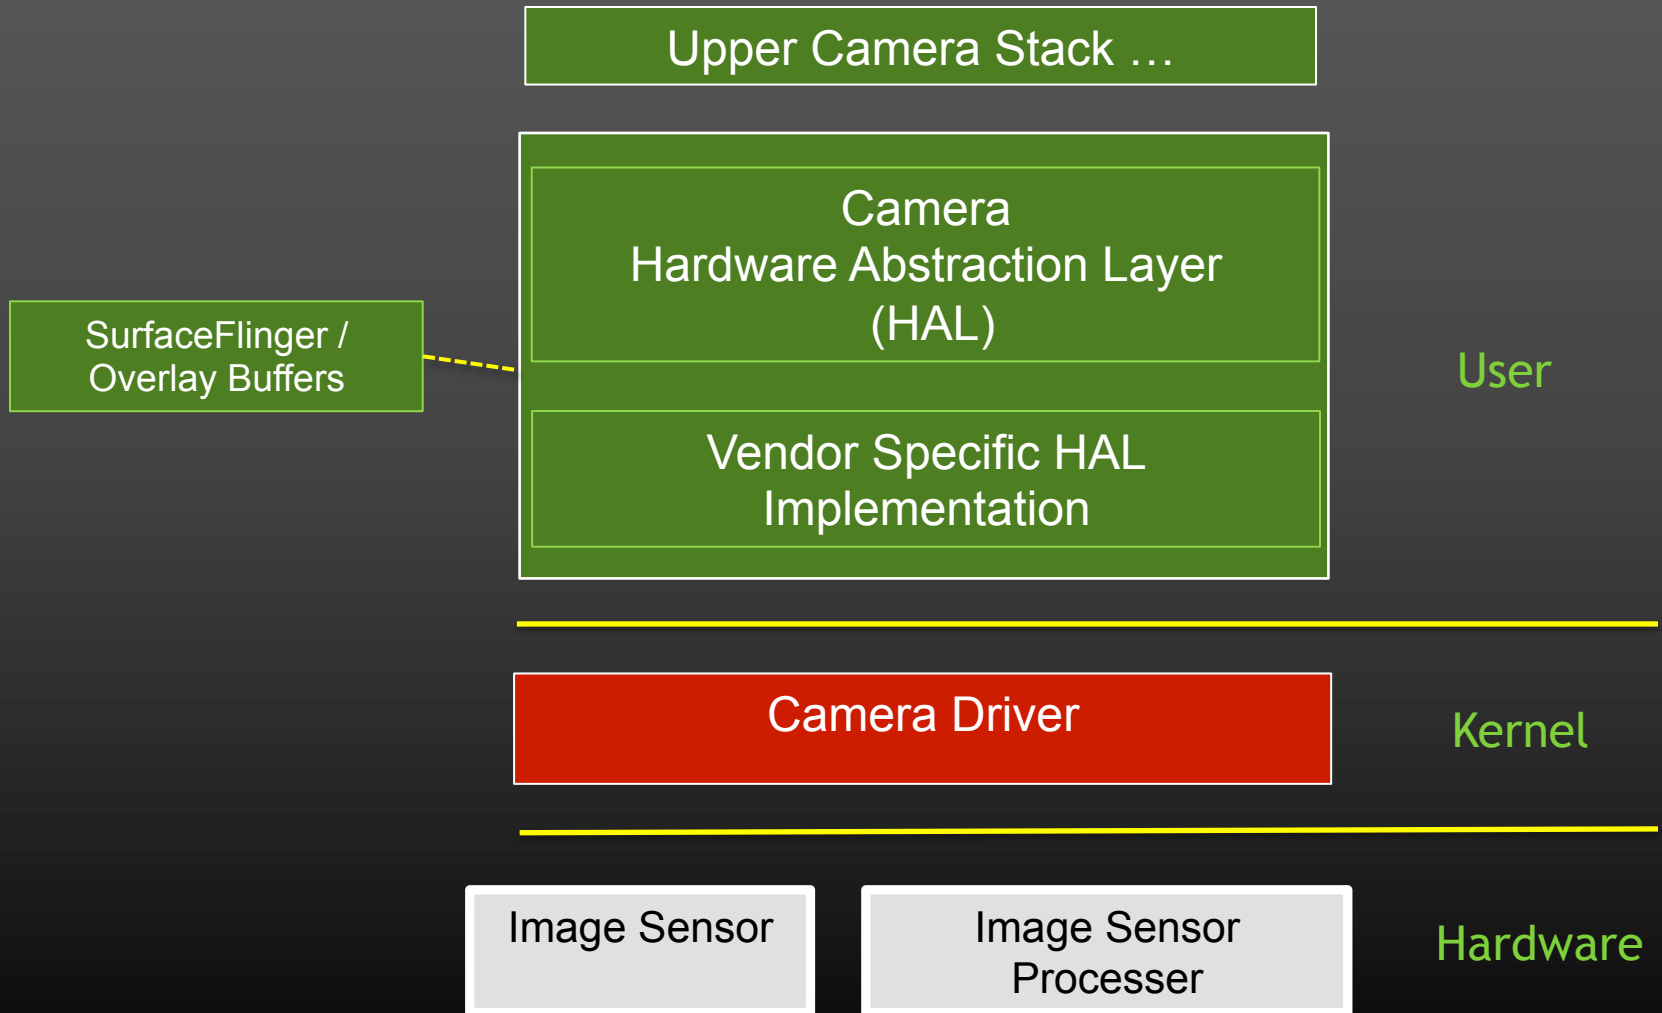 Upper Camera Stack …
Camera
Hardware Abstraction Layer
(HAL)
SurfaceFlinger /
Overlay Buffers
User
Vendor Specific HAL
Implementation
Camera Driver
Kernel
Image Sensor
Image Sensor
Processer
Hardware